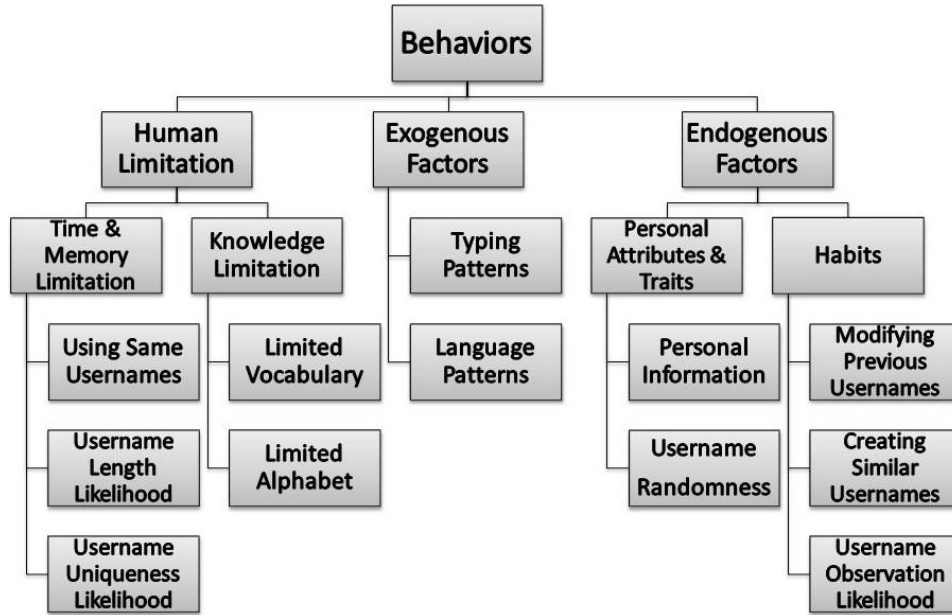 Behaviors
Human
Limitation
Exogenous
Factors
Endogenous
Factors
Time &
Memory
Limitation
Knowledge
Limitation
Typing
Patterns
Personal
Attributes &
Traits
Habits
Using Same
Usernames
Limited
Vocabulary
Language
Patterns
Personal
Information
Modifying
Previous
Usernames
Username
Length
Likelihood
Limited
Alphabet
Username
Randomness
Creating
Similar
Usernames
Username
Uniqueness
Likelihood
Username
Observation
Likelihood